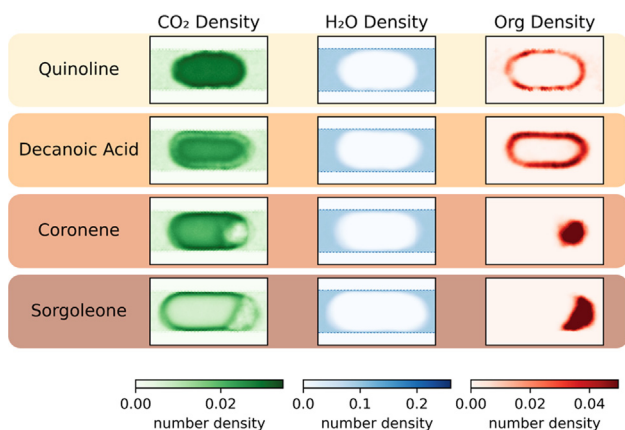 CO₂ Density H₂O Density Org Density
Quinoline
Decanoic Acid
Coronene
Sorgoleone
0.00 0.02 0.0 0.1 0.2 0.00 0.02 0.04
number density number density number density